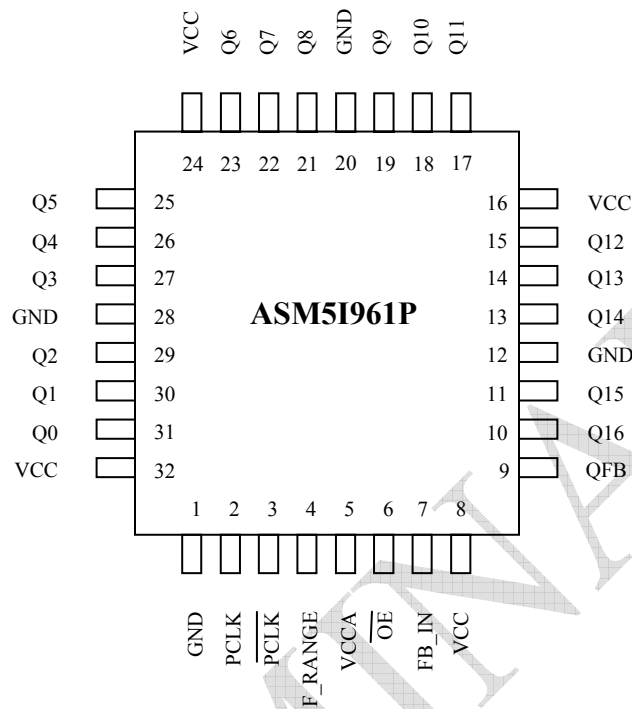 VCC Q6 Q7 Q8 GND Q9 Q10 Q11
24 23 22 21 20 19 18 17
Q5 25 16 VCC
Q4 26 15 Q12
Q3 27 14 Q13
GND 28 13 Q14
ASM5I961P
Q2 29 12 GND
Q1 30 11 Q15
Q0 31 10 Q16
VCC 32 9 QFB
1 2 3 4 5 6 7 8
GND PCLK P̅C̅L̅K̅ F_RANGE VCCA O̅E̅ FB_IN VCC